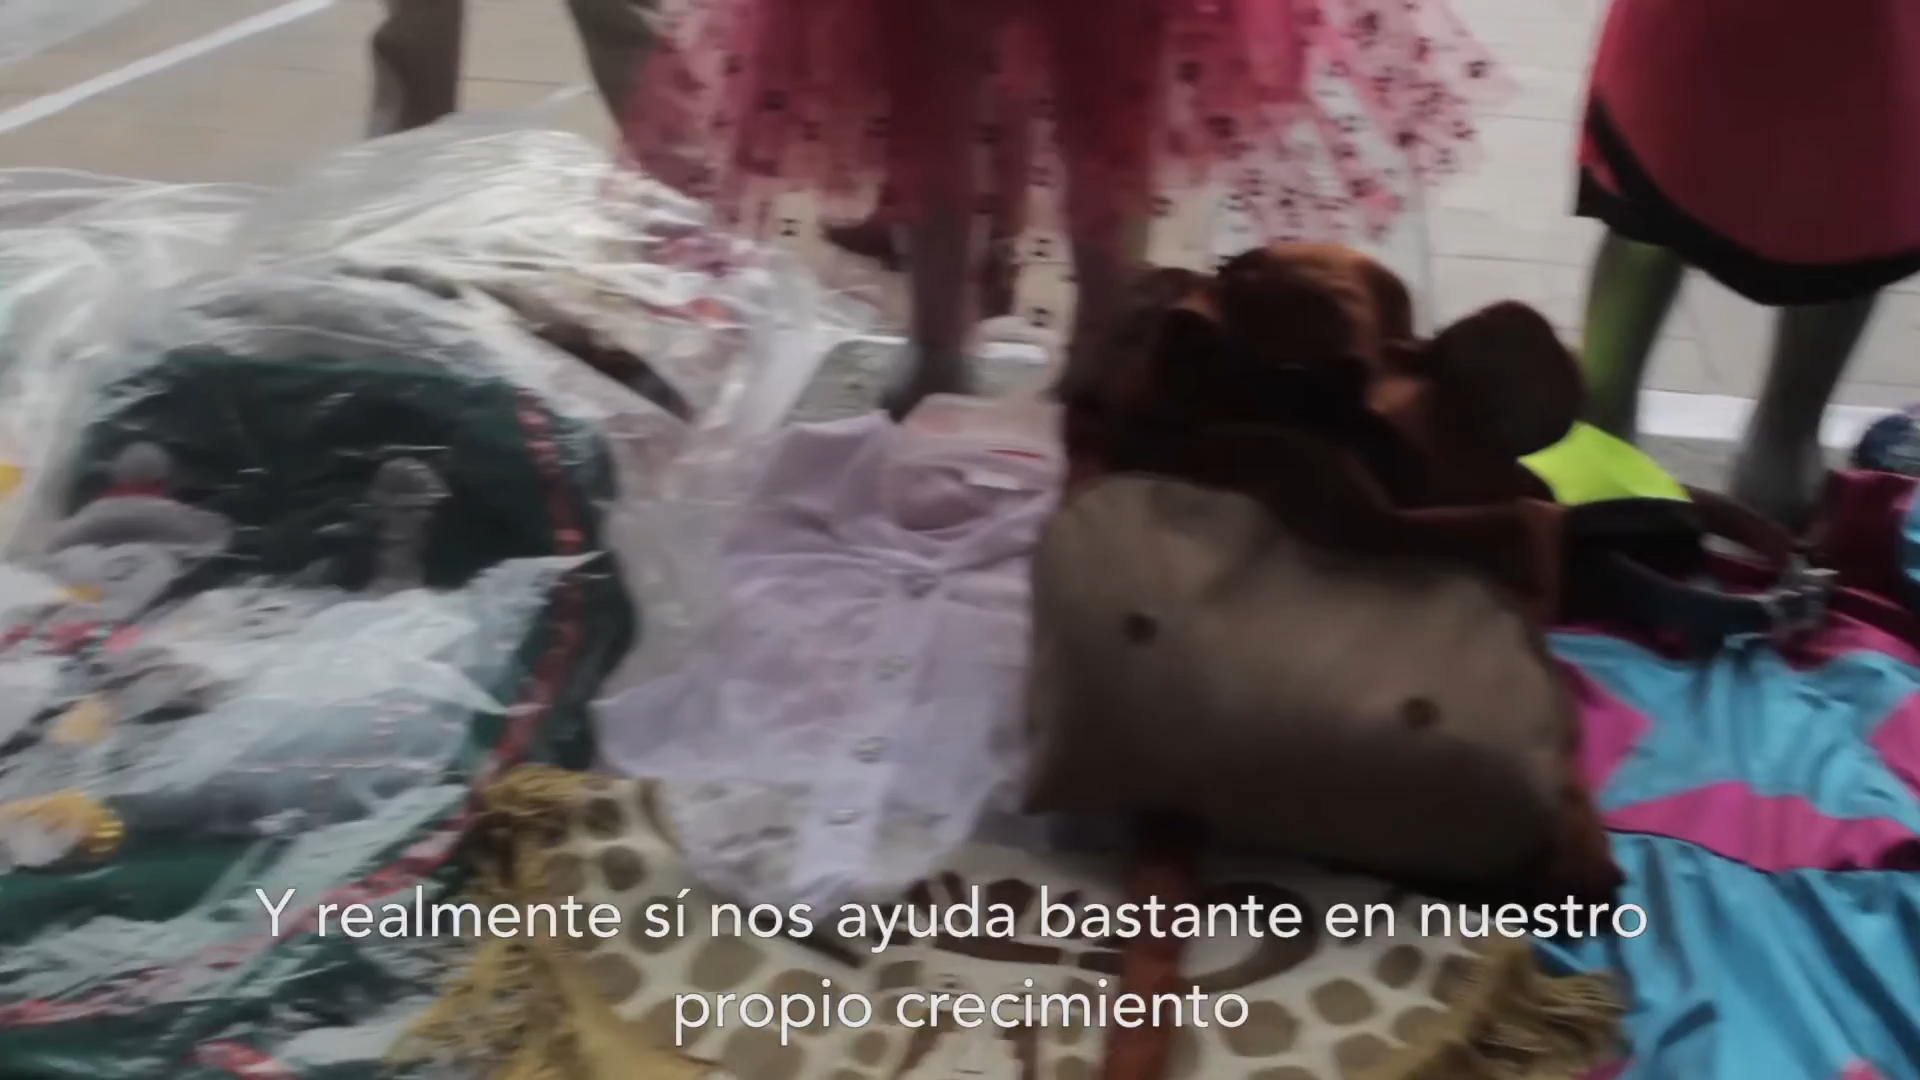 Y realmente sí nos ayuda bastante en nuestro
propio crecimiento